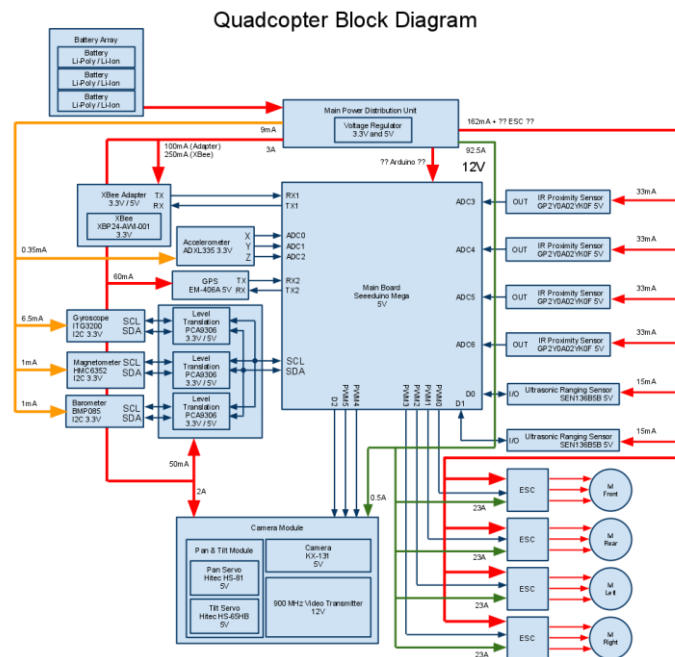 Quadcopter Block Diagram
Battery Array
Battery
Li-Poly / Li-Ion
Battery
Li-Poly / Li-Ion
Battery
Li-Poly / Li-Ion
Main Power Distribution Unit
Voltage Regulator
3.3V and 5V
9mA
100mA (Adapter)
250mA (XBee)
3A
162mA + ?? ESC ??
92.5A
12V
?? Arduino ??
XBee Adapter
3.3V / 5V
TX
RX
XBee
XBP24-AWI-001
3.3V
RX1
TX1
0.35mA
Accelerometer
ADXL335 3.3V
X
Y
Z
ADC0
ADC1
ADC2
60mA
GPS
EM-406A 5V
TX
RX
RX2
TX2
Main Board
Seeeduino Mega
5V
6.5mA
Gyroscope
ITG3200
I2C 3.3V
SCL
SDA
Level
Translation
PCA9306
3.3V / 5V
1mA
Magnetometer
HMC6352
I2C 3.3V
SCL
SDA
Level
Translation
PCA9306
3.3V / 5V
SCL
SDA
1mA
Barometer
BMP085
I2C 3.3V
SCL
SDA
Level
Translation
PCA9306
3.3V / 5V
50mA
2A
ADC3
OUT
IR Proximity Sensor
GP2Y0A02YK0F 5V
33mA
ADC4
OUT
IR Proximity Sensor
GP2Y0A02YK0F 5V
33mA
ADC5
OUT
IR Proximity Sensor
GP2Y0A02YK0F 5V
33mA
ADC6
OUT
IR Proximity Sensor
GP2Y0A02YK0F 5V
33mA
D0
I/O
Ultrasonic Ranging Sensor
SEN136B5B 5V
15mA
D1
I/O
Ultrasonic Ranging Sensor
SEN136B5B 5V
15mA
D2
PWM5
PWM4
PWM3
PWM2
PWM1
PWM0
0.5A
Camera Module
Pan & Tilt Module
Pan Servo
Hitec HS-81
5V
Tilt Servo
Hitec HS-65HB
5V
Camera
KX-131
5V
900 MHz Video Transmitter
12V
23A
ESC
M
Front
23A
ESC
M
Rear
23A
ESC
M
Left
23A
ESC
M
Right